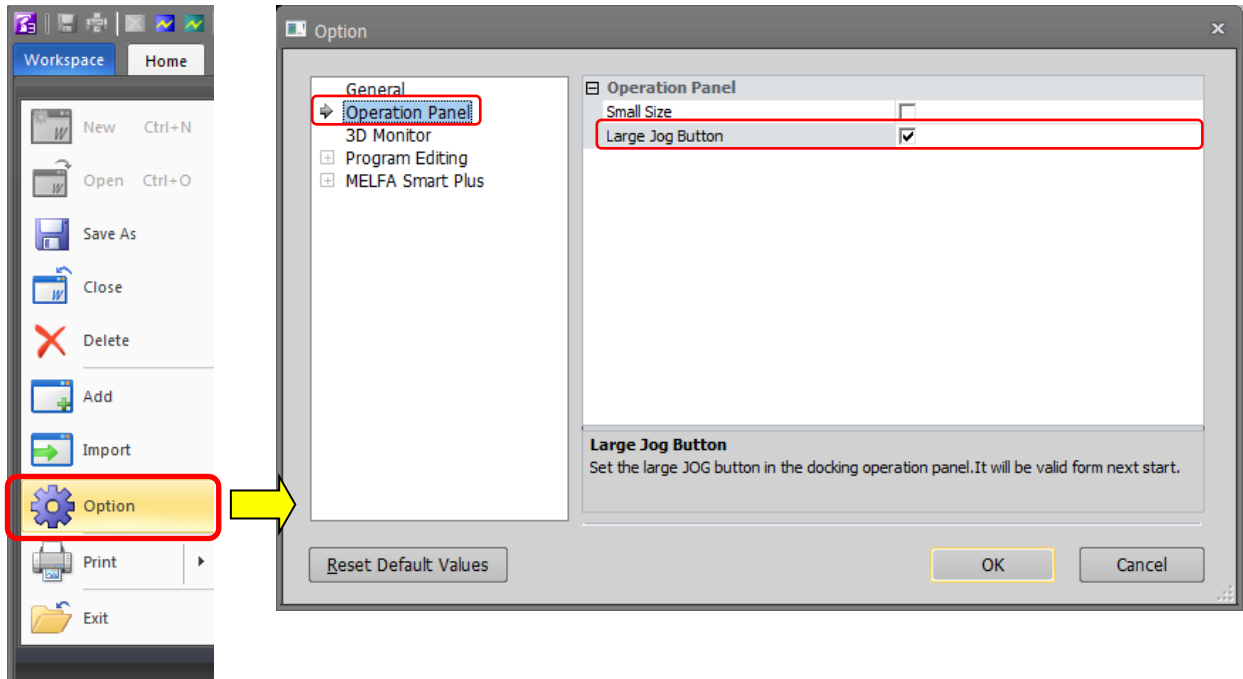 Workspace
Home
New Ctrl+N
Open Ctrl+O
Save As
Close
Delete
Add
Import
Option
Print
Exit
Option
General
Operation Panel
3D Monitor
Program Editing
MELFA Smart Plus
Operation Panel
Small Size
Large Jog Button
Large Jog Button
Set the large JOG button in the docking operation panel.It will be valid form next start.
Reset Default Values
OK
Cancel